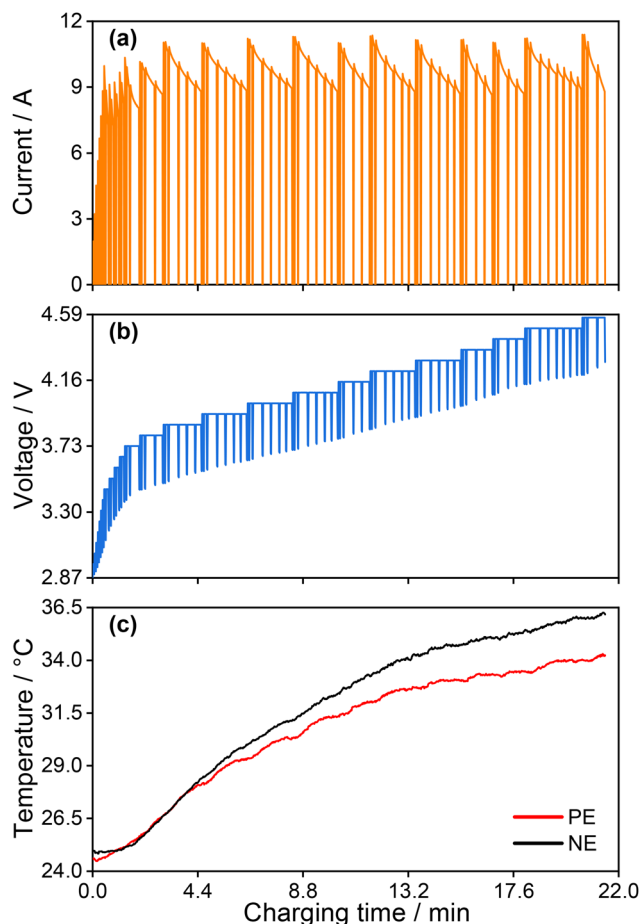 (a)
12
9
6
3
0
Current / A
(b)
4.59
4.16
3.73
3.30
2.87
Voltage / V
(c)
36.5
34.0
31.5
29.0
26.5
24.0
Temperature / °C
PE
NE
0.0 4.4 8.8 13.2 17.6 22.0
Charging time / min